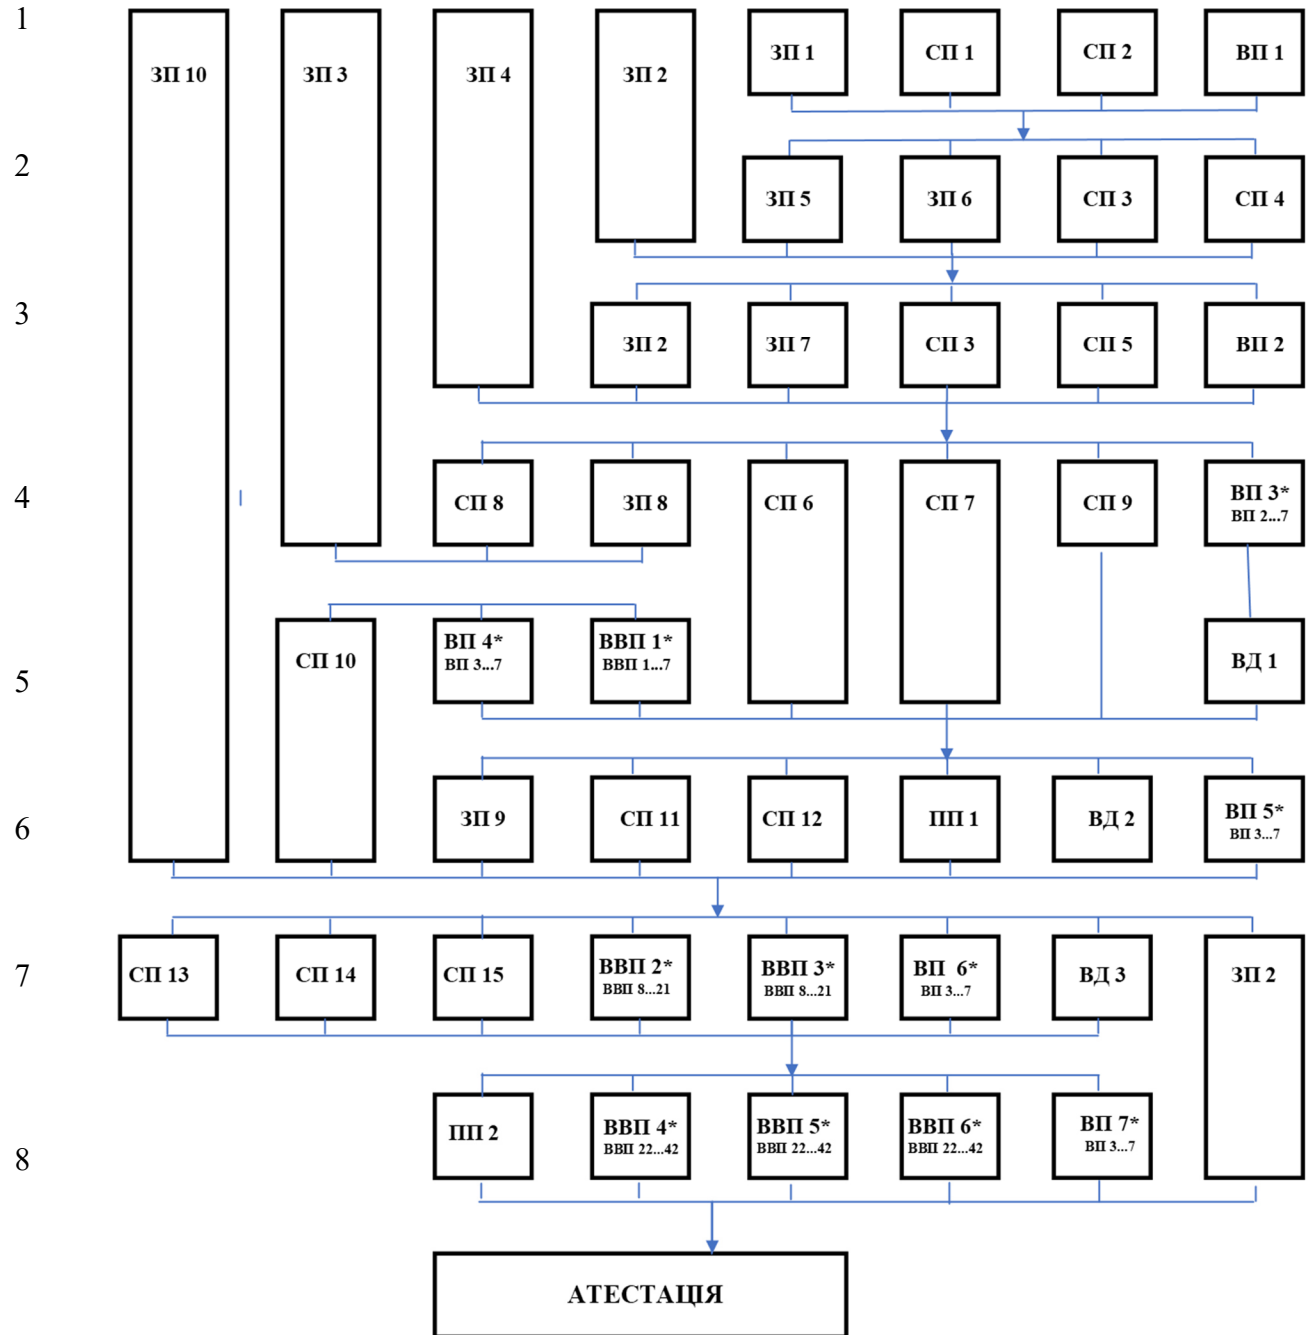 1
ЗП 10
ЗП 3
ЗП 4
ЗП 2
ЗП 1
СП 1
СП 2
ВП 1
2
ЗП 5
ЗП 6
СП 3
СП 4
3
ЗП 2
ЗП 7
СП 3
СП 5
ВП 2
4
СП 8
ЗП 8
СП 6
СП 7
СП 9
ВП 3*
ВП 2...7
5
СП 10
ВП 4*
ВП 3...7
ВВП 1*
ВВП 1...7
ВД 1
6
ЗП 9
СП 11
СП 12
ПП 1
ВД 2
ВП 5*
ВП 3...7
7
СП 13
СП 14
СП 15
ВВП 2*
ВВП 8...21
ВВП 3*
ВВП 8...21
ВП 6*
ВП 3...7
ВД 3
ЗП 2
8
ПП 2
ВВП 4*
ВВП 22...42
ВВП 5*
ВВП 22...42
ВВП 6*
ВВП 22...42
ВП 7*
ВП 3...7
АТЕСТАЦІЯ